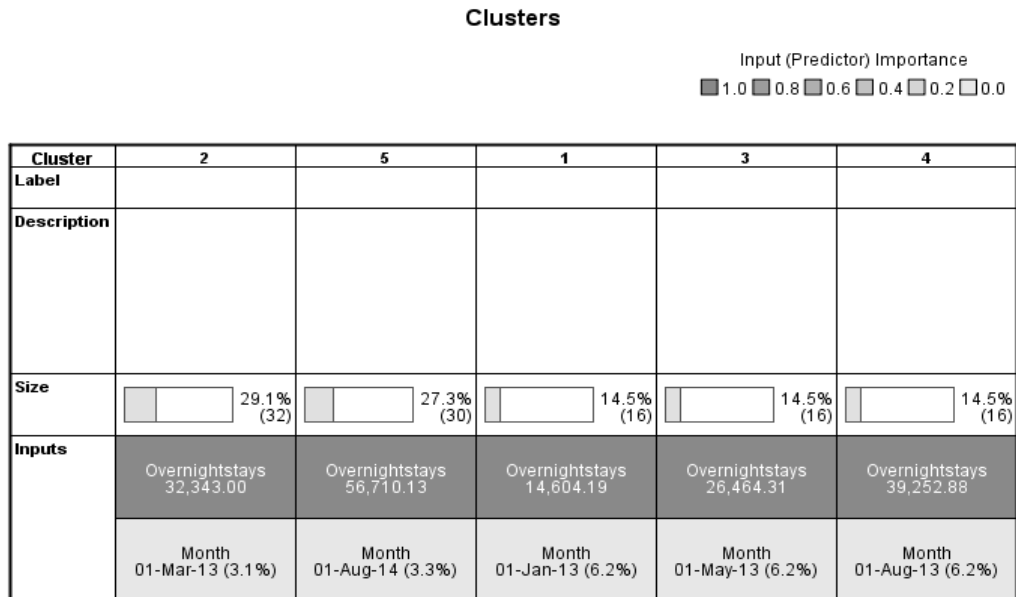 Clusters
Input (Predictor) Importance
1.0 0.8 0.6 0.4 0.2 0.0
Cluster 2 5 1 3 4
Label
Description
Size
29.1% (32) 27.3% (30) 14.5% (16) 14.5% (16) 14.5% (16)
Inputs
Overnightstays Overnightstays Overnightstays Overnightstays Overnightstays
32,343.00 56,710.13 14,604.19 26,464.31 39,252.88
Month Month Month Month Month
01-Mar-13 (3.1%) 01-Aug-14 (3.3%) 01-Jan-13 (6.2%) 01-May-13 (6.2%) 01-Aug-13 (6.2%)